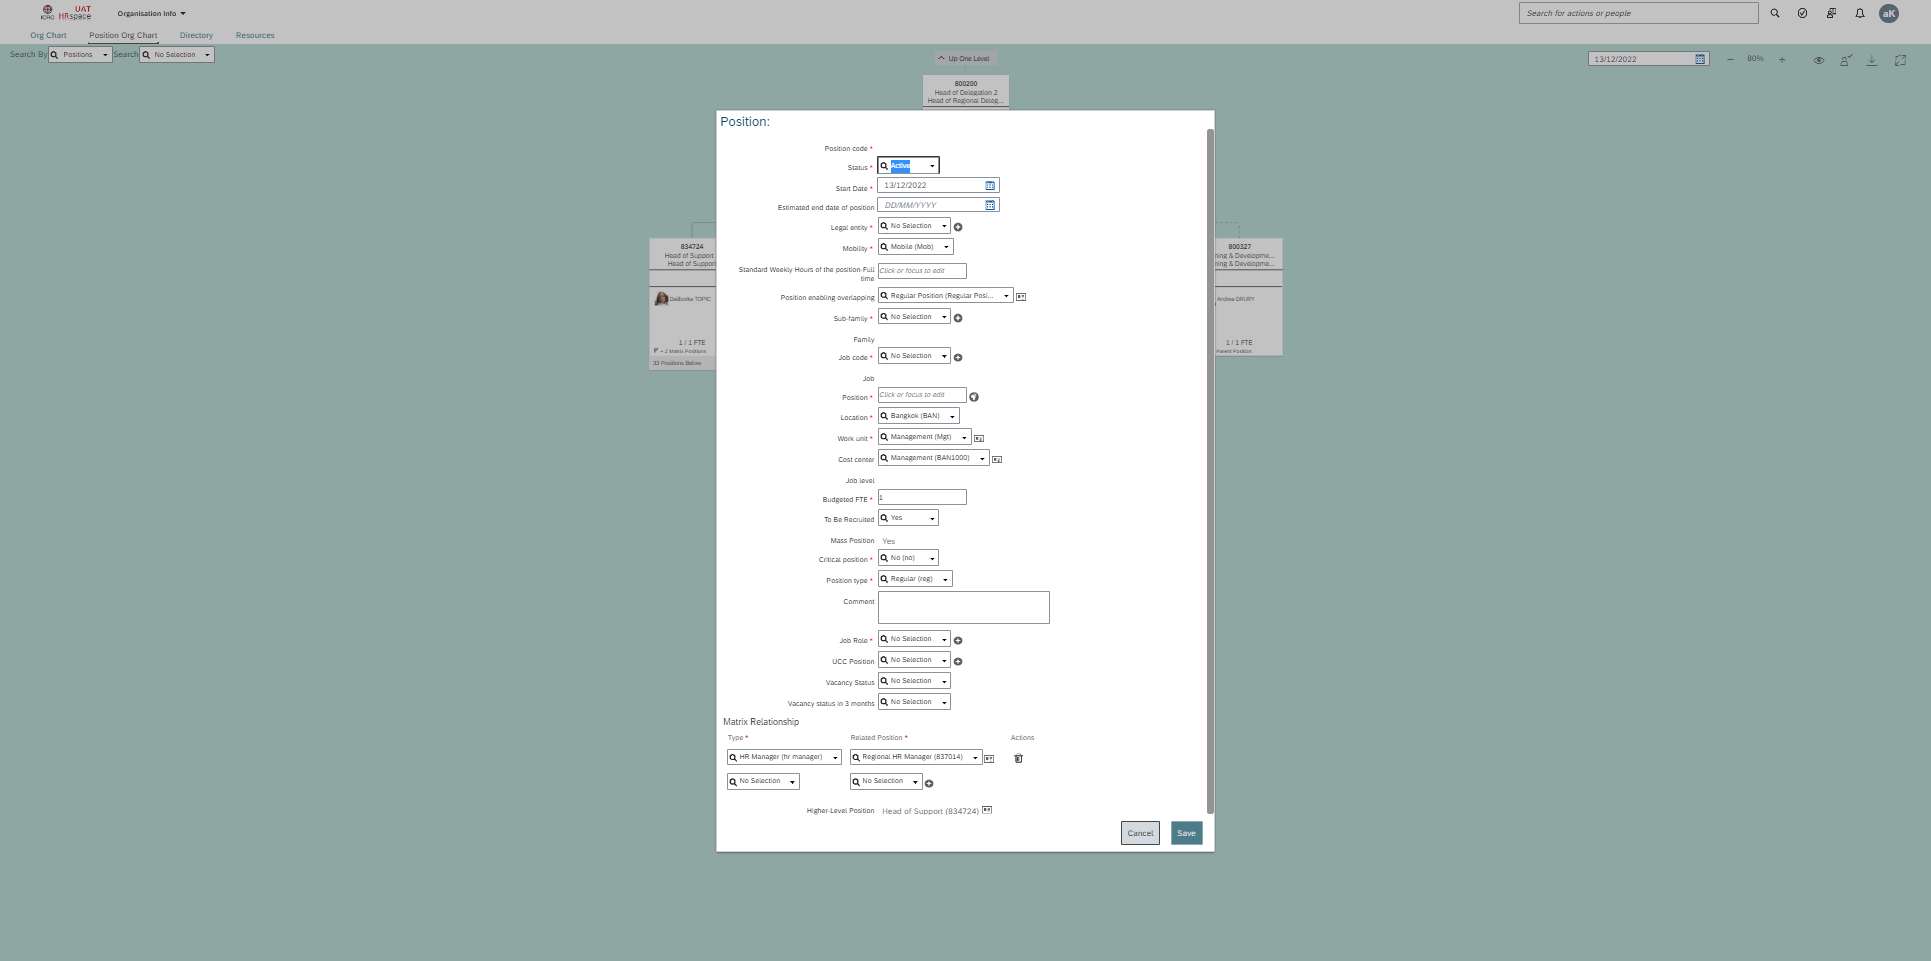 ICRC
UAT
HRspace
Organisation Info
Search for actions or people
aK
Org Chart
Position Org Chart
Directory
Resources
Search By
Positions
Search
No Selection
Up One Level
13/12/2022
80%
800200
Head of Delegation 2
Head of Regional Deleg...
834724
Head of Support
Head of Support
Daliborka TOPIC
1 / 1 FTE
+ 2 Matrix Positions
33 Positions Below
800327
ning & Developme...
ning & Developme...
Andrea DRURY
1 / 1 FTE
Parent Position
Position:
Position code *
Status * Active
Start Date * 13/12/2022
Estimated end date of position DD/MM/YYYY
Legal entity * No Selection
Mobility * Mobile (Mob)
Standard Weekly Hours of the position-Full
time
Click or focus to edit
Position enabling overlapping Regular Position (Regular Posi...
Sub-family * No Selection
Family
Job code * No Selection
Job
Position * Click or focus to edit
Location * Bangkok (BAN)
Work unit * Management (Mgt)
Cost center Management (BAN1000)
Job level
Budgeted FTE * 1
To Be Recruited Yes
Mass Position Yes
Critical position * No (no)
Position type * Regular (reg)
Comment
Job Role * No Selection
UCC Position No Selection
Vacancy Status No Selection
Vacancy status in 3 months No Selection
Matrix Relationship
Type * Related Position * Actions
HR Manager (hr manager) Regional HR Manager (837014)
No Selection No Selection
Higher-Level Position Head of Support (834724)
Cancel Save